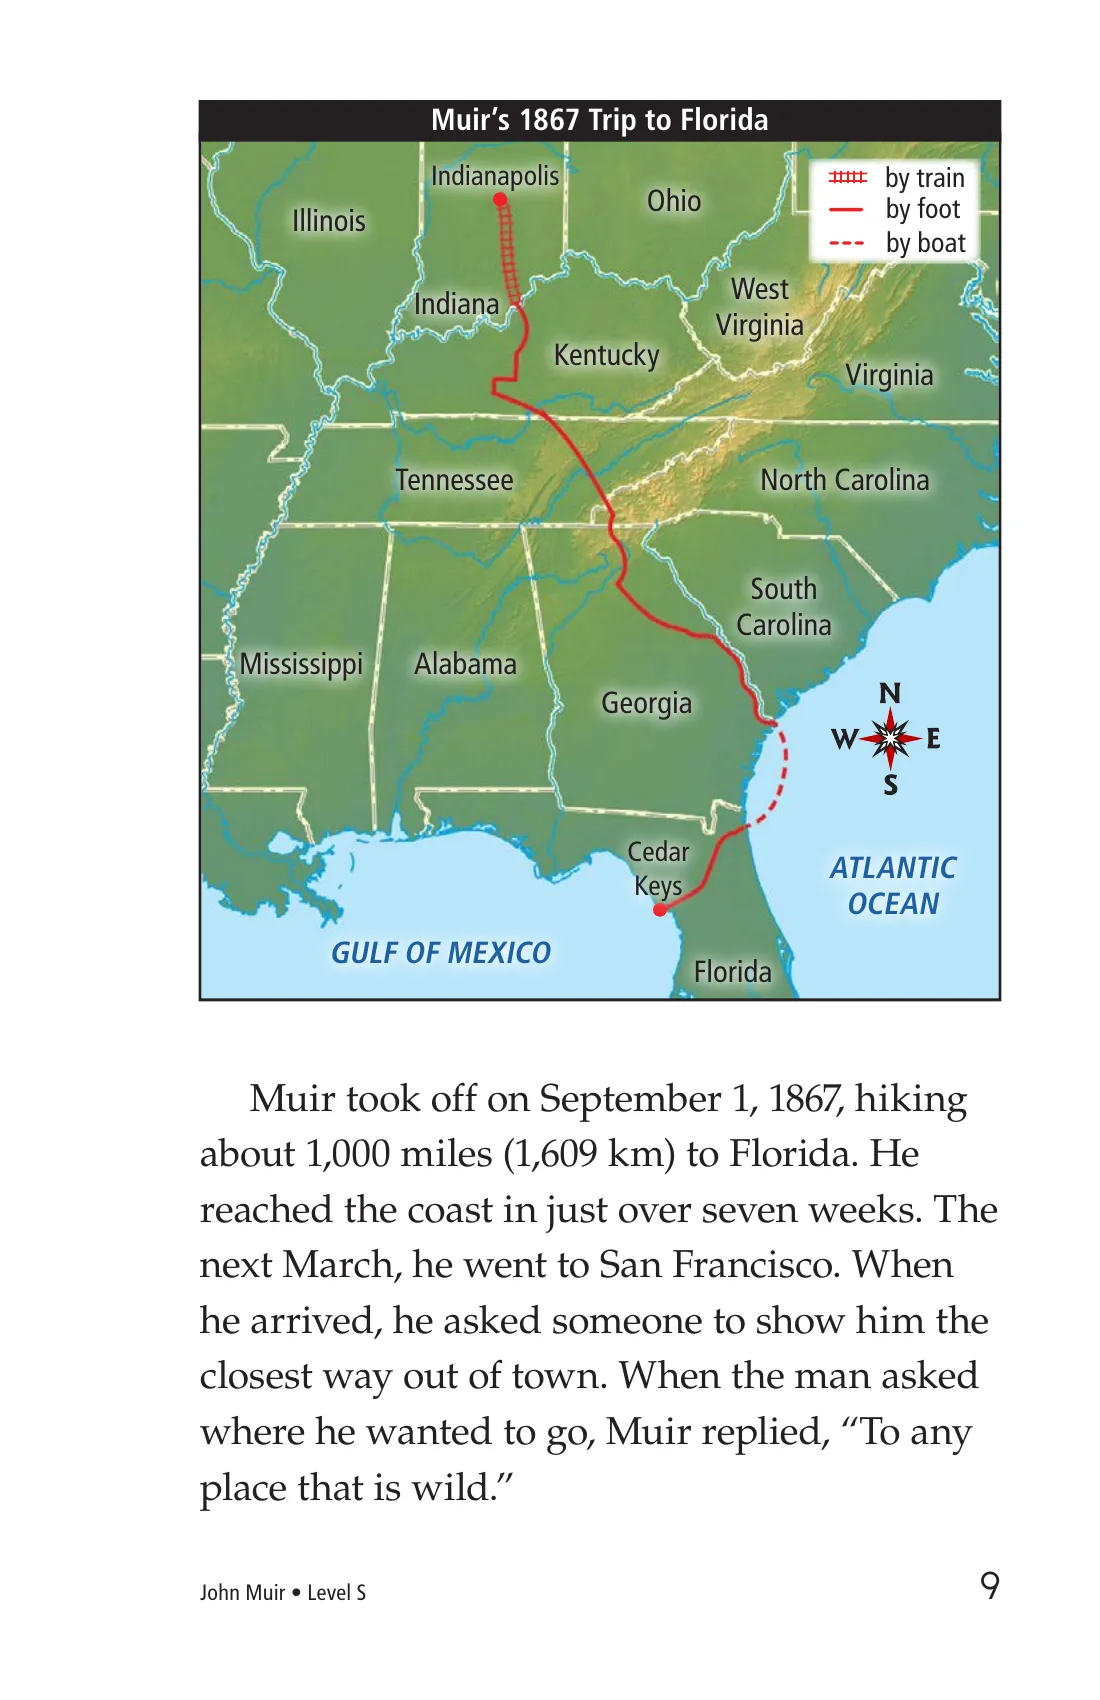 Muir’s 1867 Trip to Florida
Indianapolis
Ohio
Illinois
by train
by foot
by boat
Indiana
West
Virginia
Kentucky
Virginia
Tennessee
North Carolina
South
Carolina
Mississippi
Alabama
Georgia
N
W
E
S
Cedar
Keys
ATLANTIC
OCEAN
GULF OF MEXICO
Florida
Muir took off on September 1, 1867, hiking
about 1,000 miles (1,609 km) to Florida. He
reached the coast in just over seven weeks. The
next March, he went to San Francisco. When
he arrived, he asked someone to show him the
closest way out of town. When the man asked
where he wanted to go, Muir replied, “To any
place that is wild.”
John Muir • Level S
9